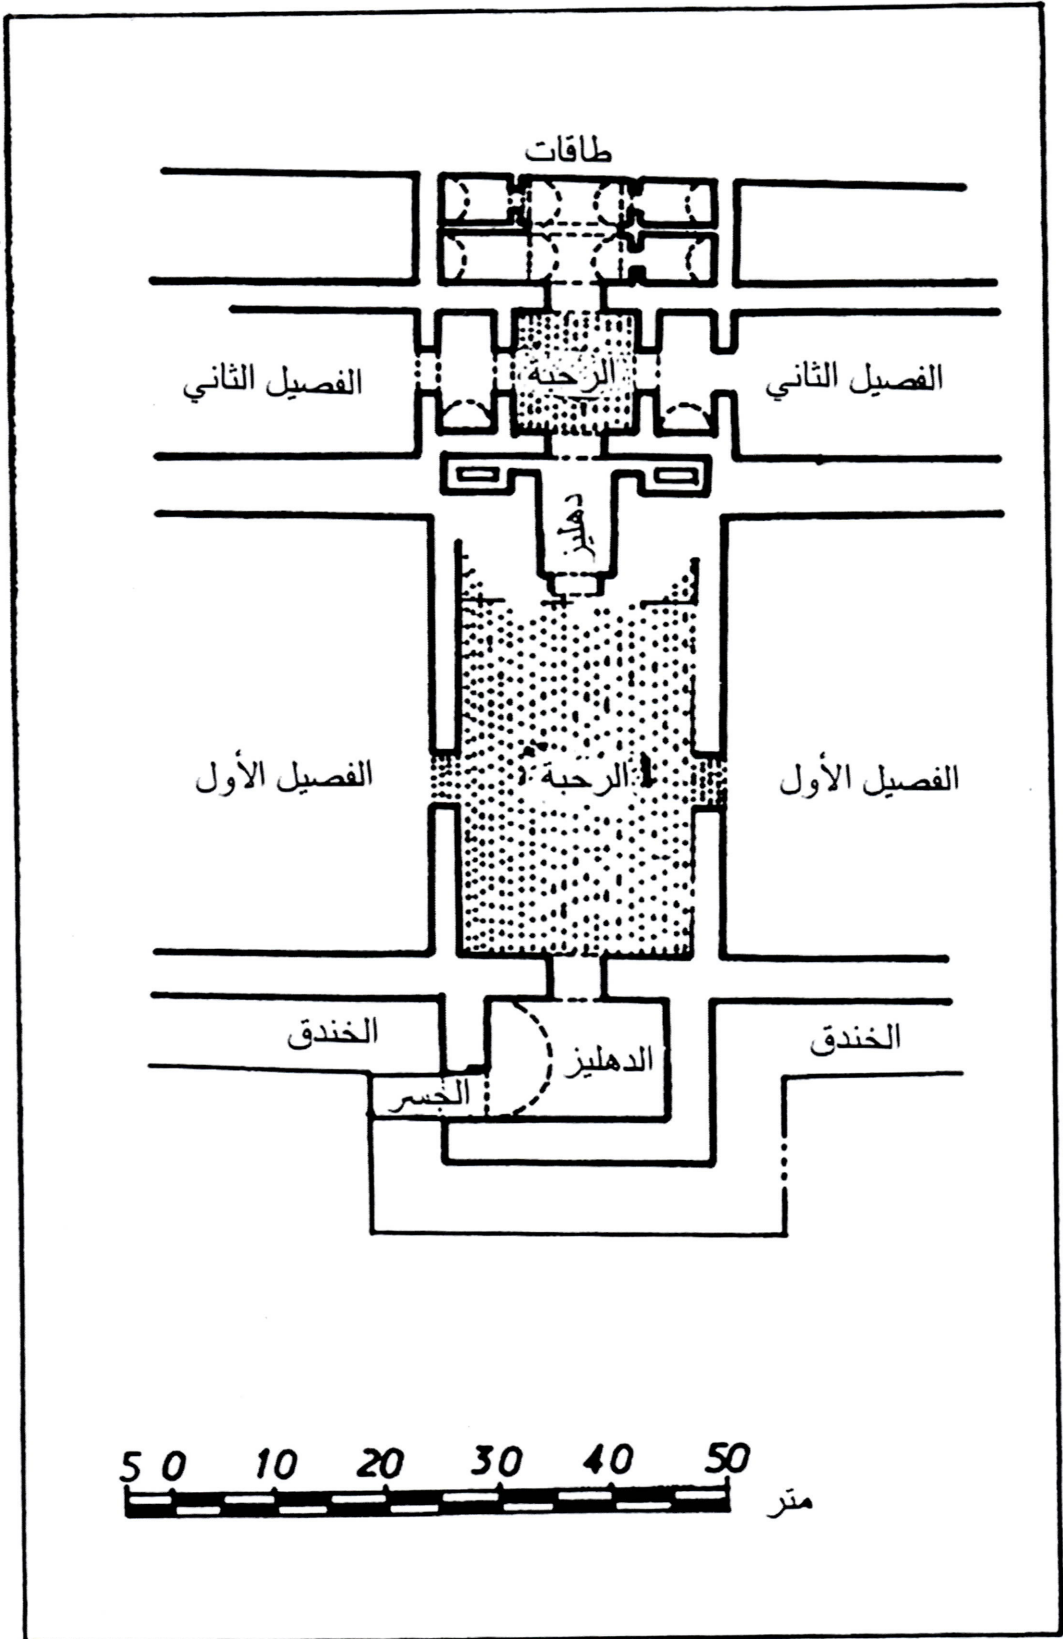 طاقات
الفصيل الثاني
الرحبة
الفصيل الثاني
دهليز
الفصيل الأول
الرحبة
الفصيل الأول
الخندق
الدهليز
الخندق
الجسر
5 0 10 20 30 40 50
متر